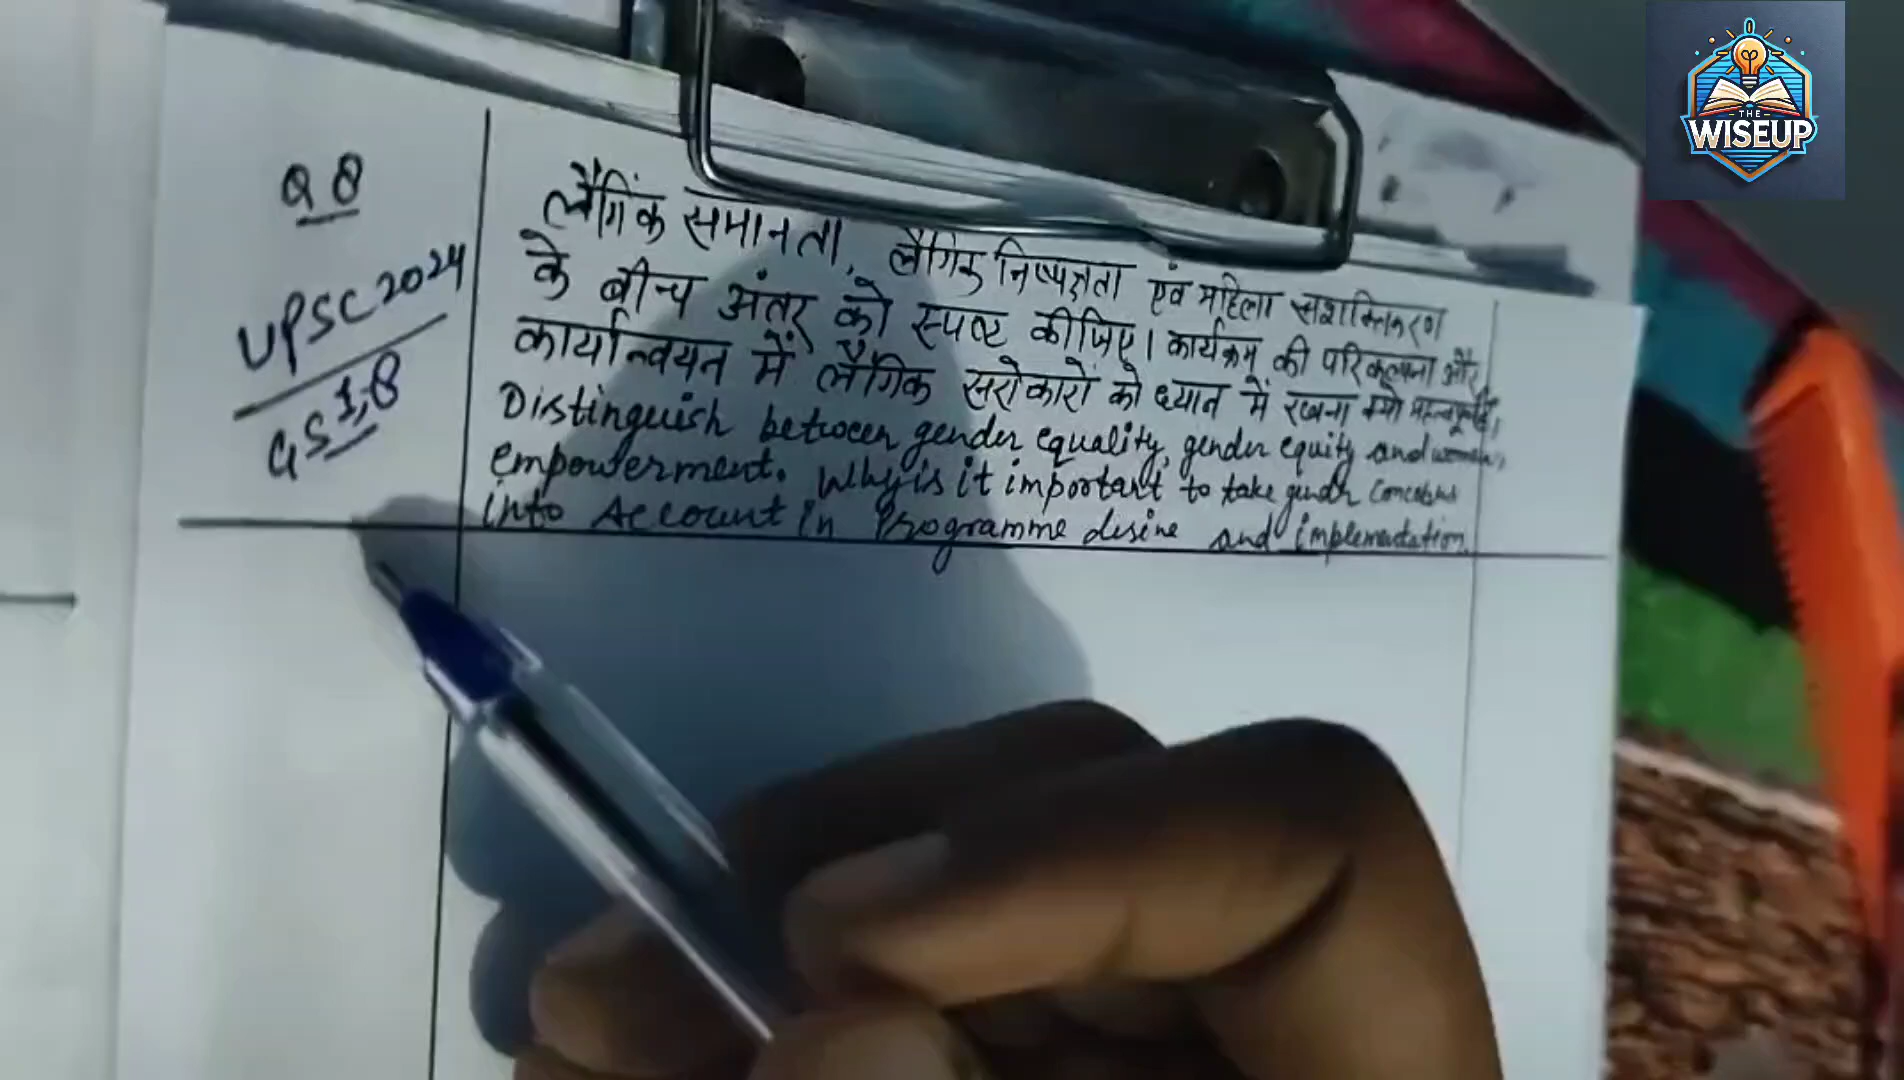 Q 8
UPSC 2024
GS 1, 8
लैगिंक समानता, लैगिंक निष्पक्षता एवं महिला सशक्तिकरण
के बीच अंतर को स्पष्ट कीजिए। कार्यक्रम की परिकल्पना और
कार्यान्वयन में लैंगिक सरोकारों को ध्यान में रखना क्यों महत्वपूर्ण है।
Distinguish between gender equality, gender equity and women's
empowerment. Why is it important to take gender concerns
into Account in Programme desine and implementation
THE
WISEUP